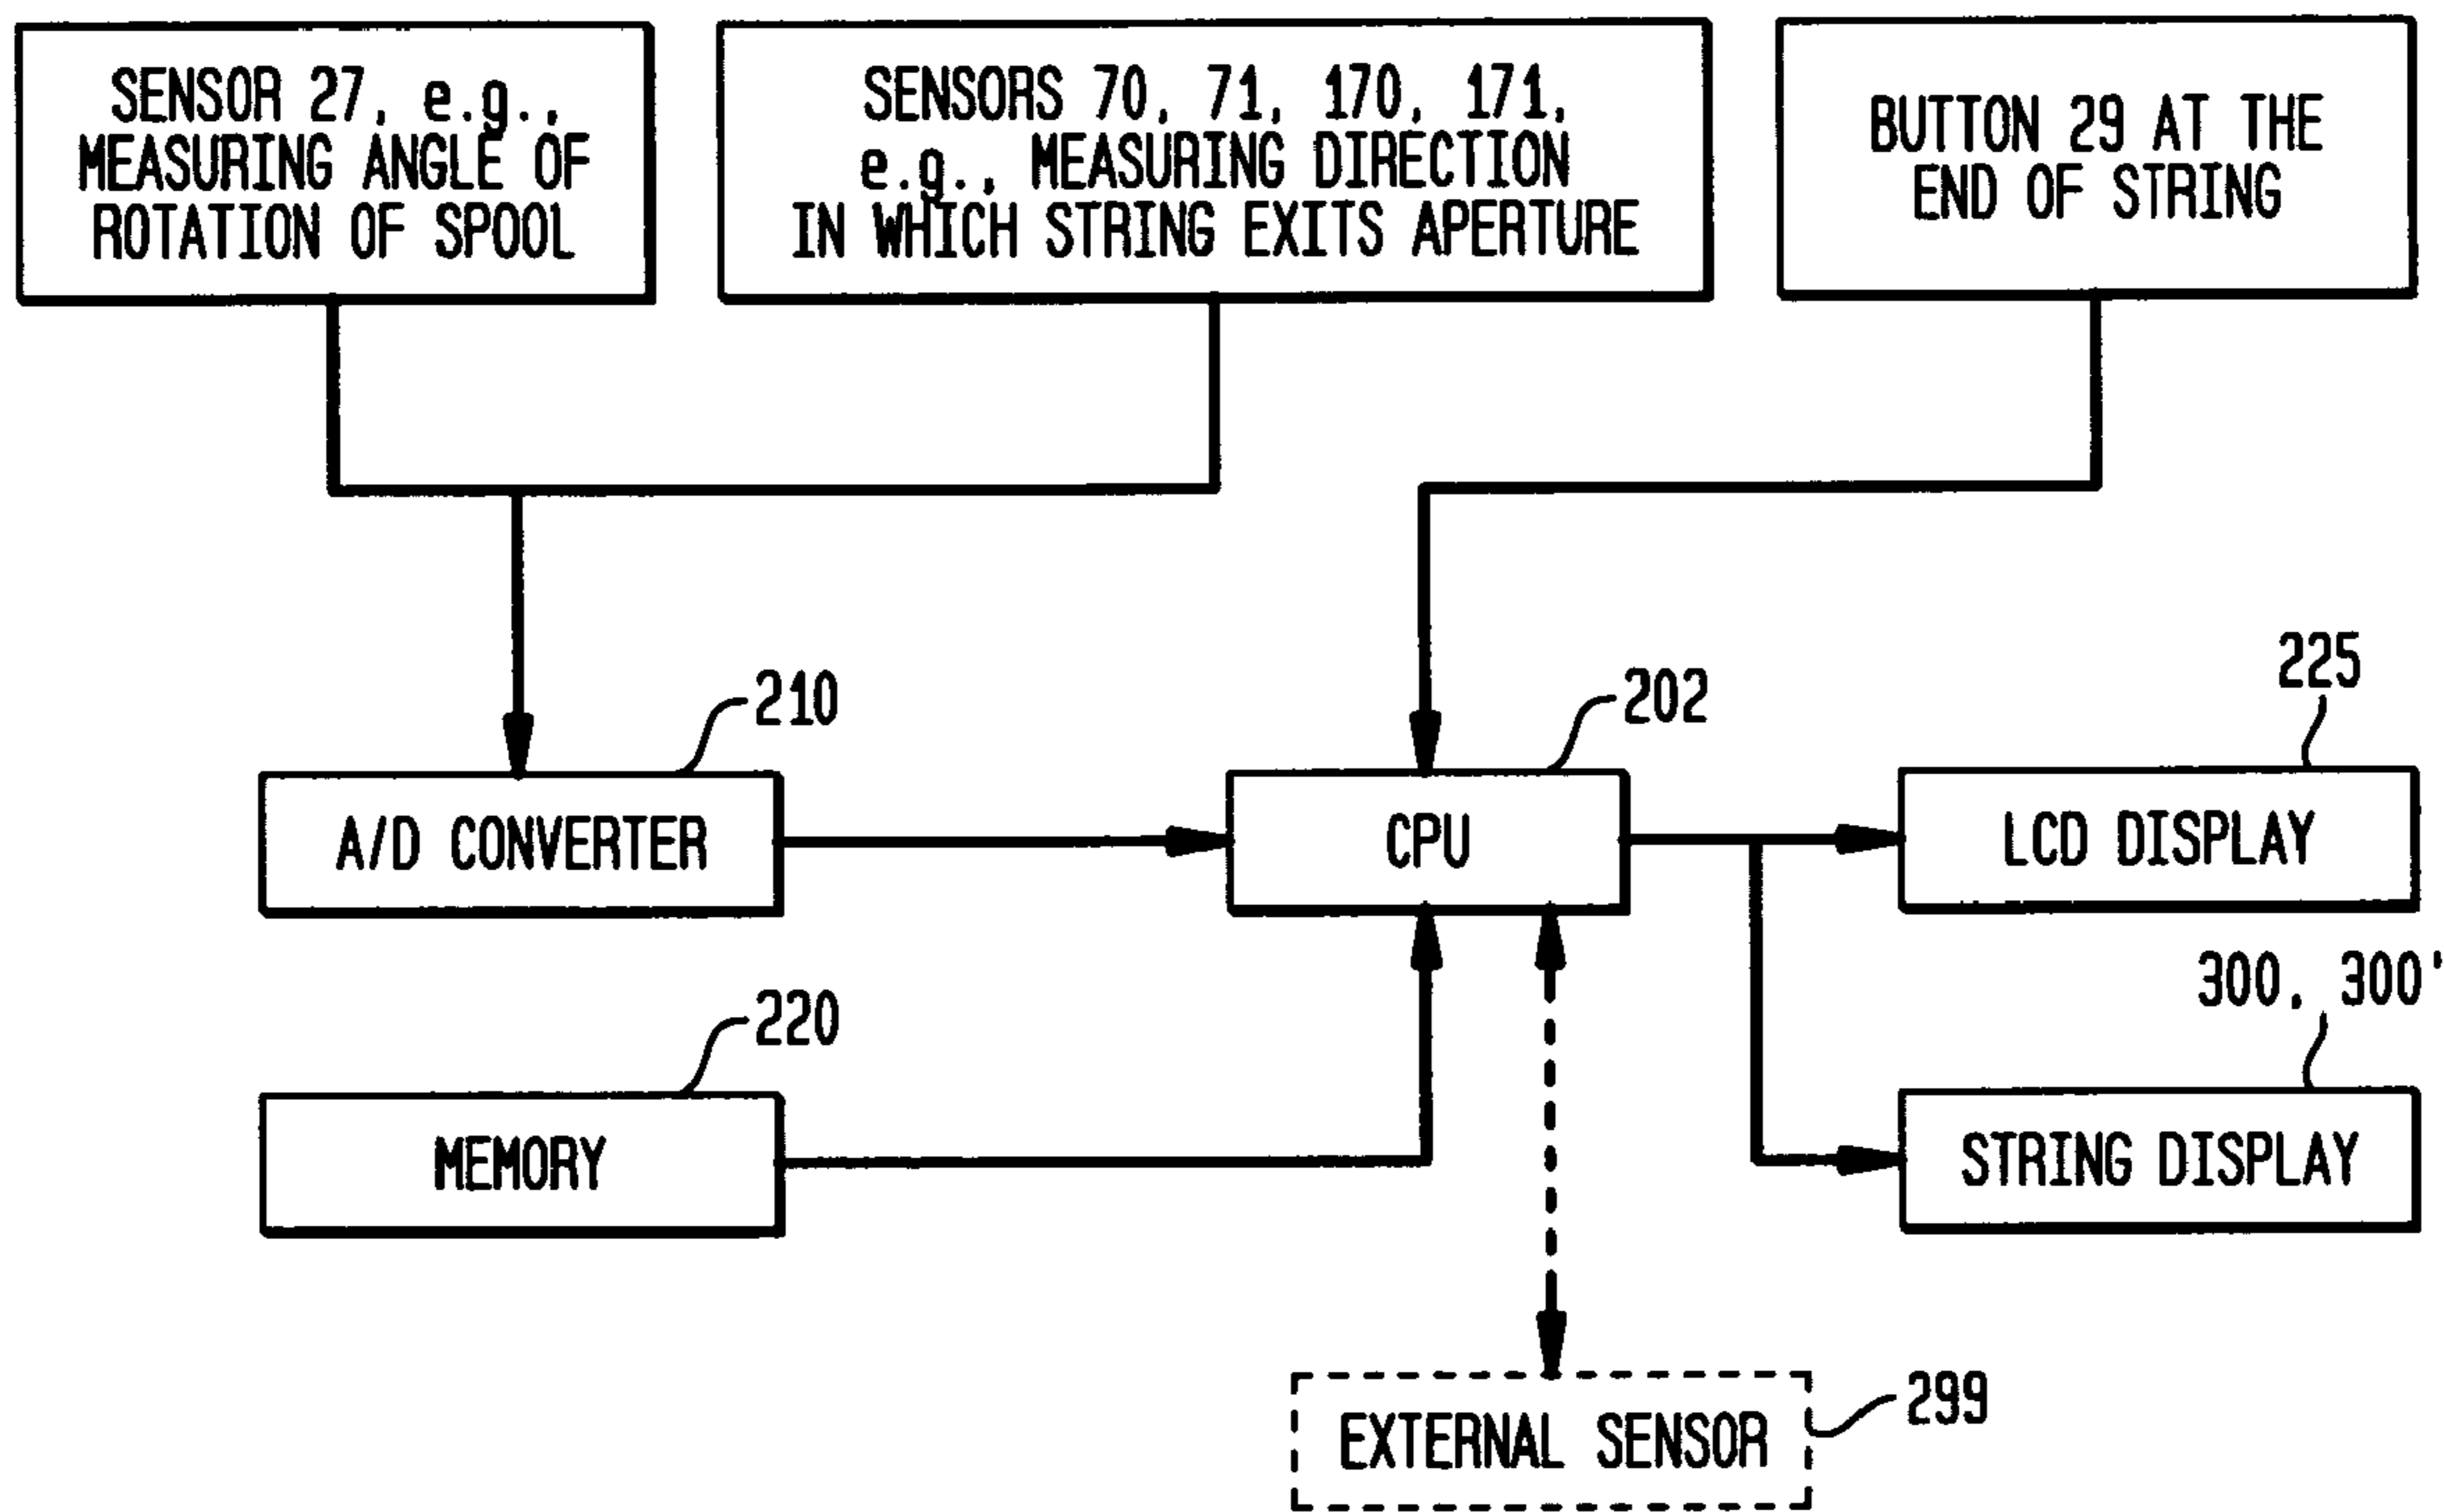 SENSOR 27, e.g.,
MEASURING ANGLE OF
ROTATION OF SPOOL
SENSORS 70, 71, 170, 171,
e.g., MEASURING DIRECTION
IN WHICH STRING EXITS APERTURE
BUTTON 29 AT THE
END OF STRING
210
A/D CONVERTER
202
CPU
225
LCD DISPLAY
220
MEMORY
300, 300'
STRING DISPLAY
299
EXTERNAL SENSOR